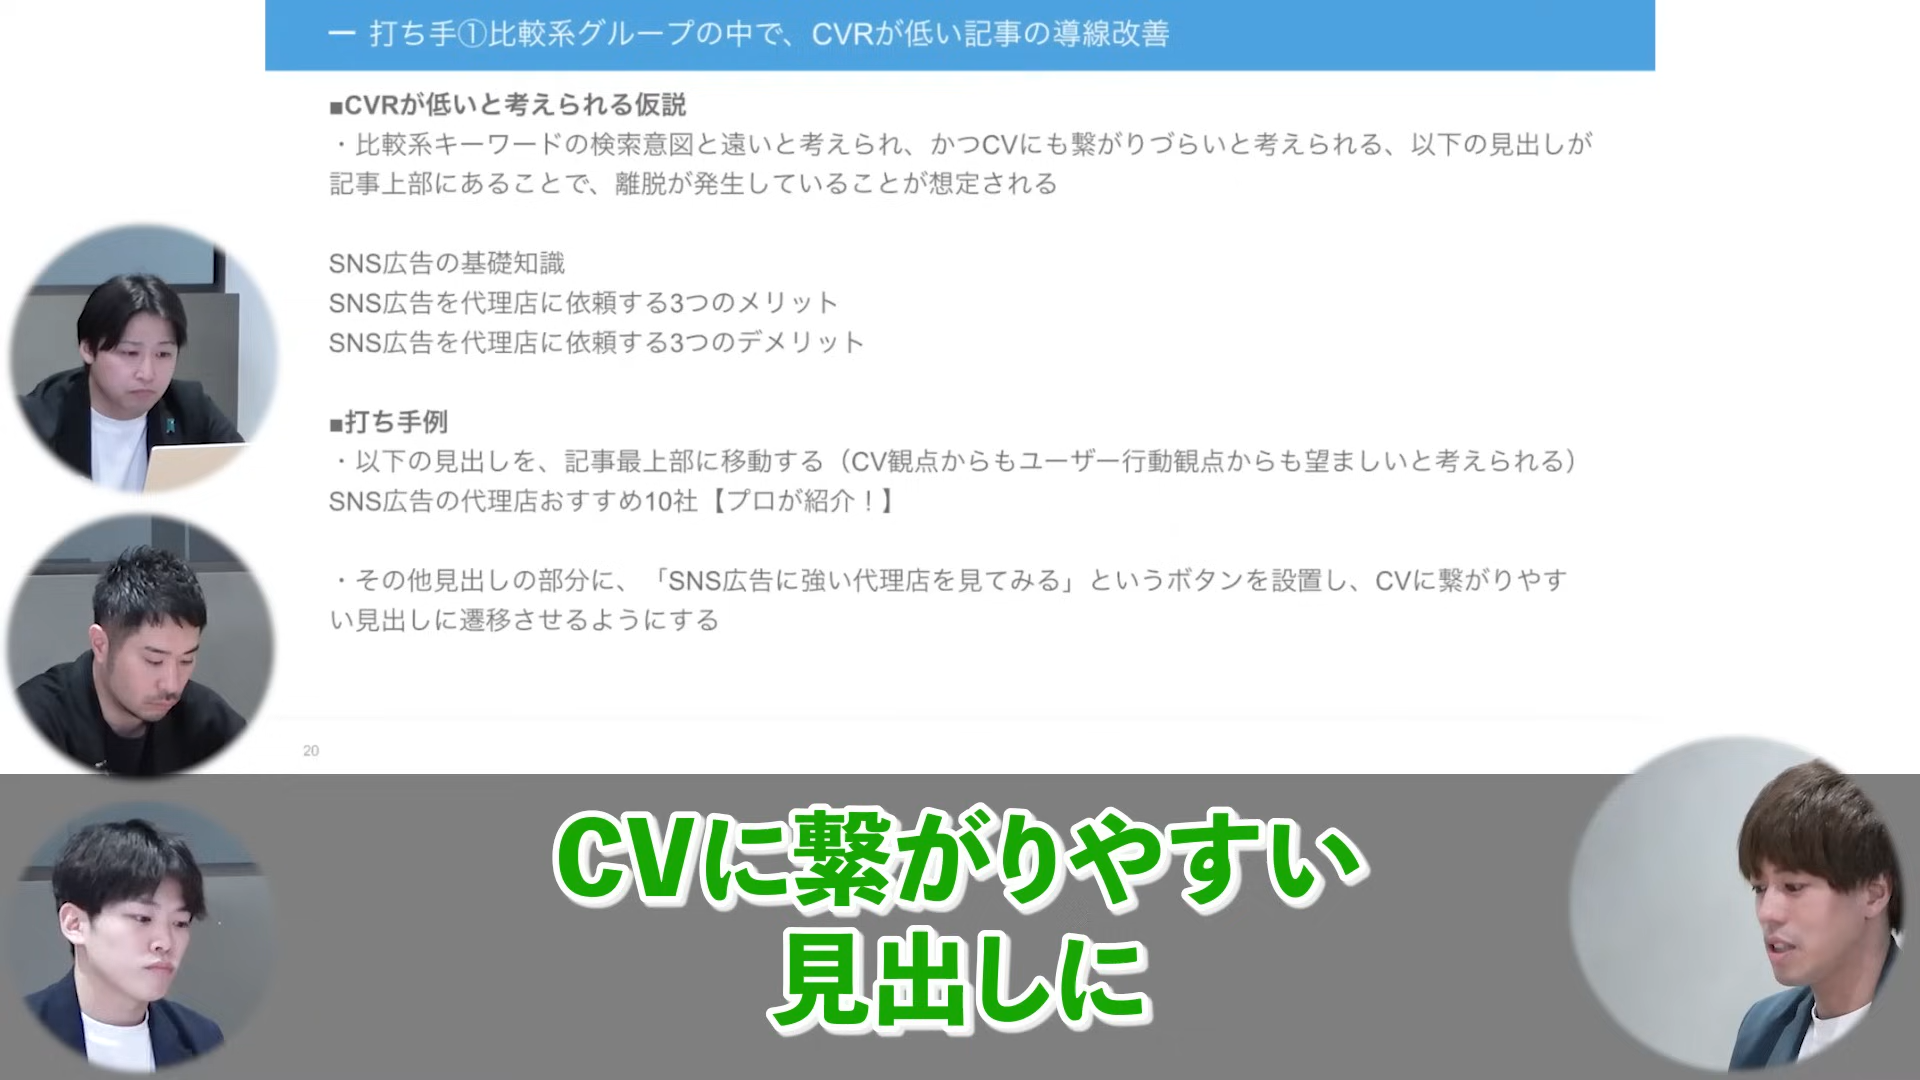 ー 打ち手①比較系グループの中で、CVRが低い記事の導線改善
■CVRが低いと考えられる仮説
・比較系キーワードの検索意図と遠いと考えられ、かつCVにも繋がりづらいと考えられる、以下の見出しが
記事上部にあることで、離脱が発生していることが想定される
SNS広告の基礎知識
SNS広告を代理店に依頼する3つのメリット
SNS広告を代理店に依頼する3つのデメリット
■打ち手例
・以下の見出しを、記事最上部に移動する（CV観点からもユーザー行動観点からも望ましいと考えられる）
SNS広告の代理店おすすめ10社【プロが紹介！】
・その他見出しの部分に、「SNS広告に強い代理店を見てみる」というボタンを設置し、CVに繋がりやす
い見出しに遷移させるようにする
20
CVに繋がりやすい
見出しに